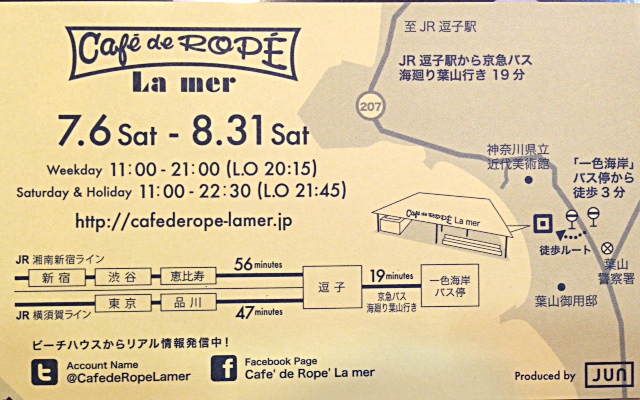 Café de ROPÉ
La mer
7.6 Sat - 8.31 Sat
Weekday 11:00 - 21:00 (L.O 20:15)
Saturday & Holiday 11:00 - 22:30 (L.O 21:45)
http://cafederope-lamer.jp
JR 湘南新宿ライン
新宿 渋谷 恵比寿 56minutes
逗子 19minutes 一色海岸
バス停
京急バス
海廻り葉山行き
東京 品川 47minutes
JR 横須賀ライン
ビーチハウスからリアル情報発信中!
Account Name
@CafedeRopeLamer
Facebook Page
Cafe' de Rope' La mer
至 JR 逗子駅
JR 逗子駅から京急バス
海廻り葉山行き 19 分
207
神奈川県立
近代美術館
「一色海岸」
バス停から
徒歩 3 分
Café de ROPÉ La mer
徒歩ルート
葉山
警察署
葉山御用邸
Produced by JUN